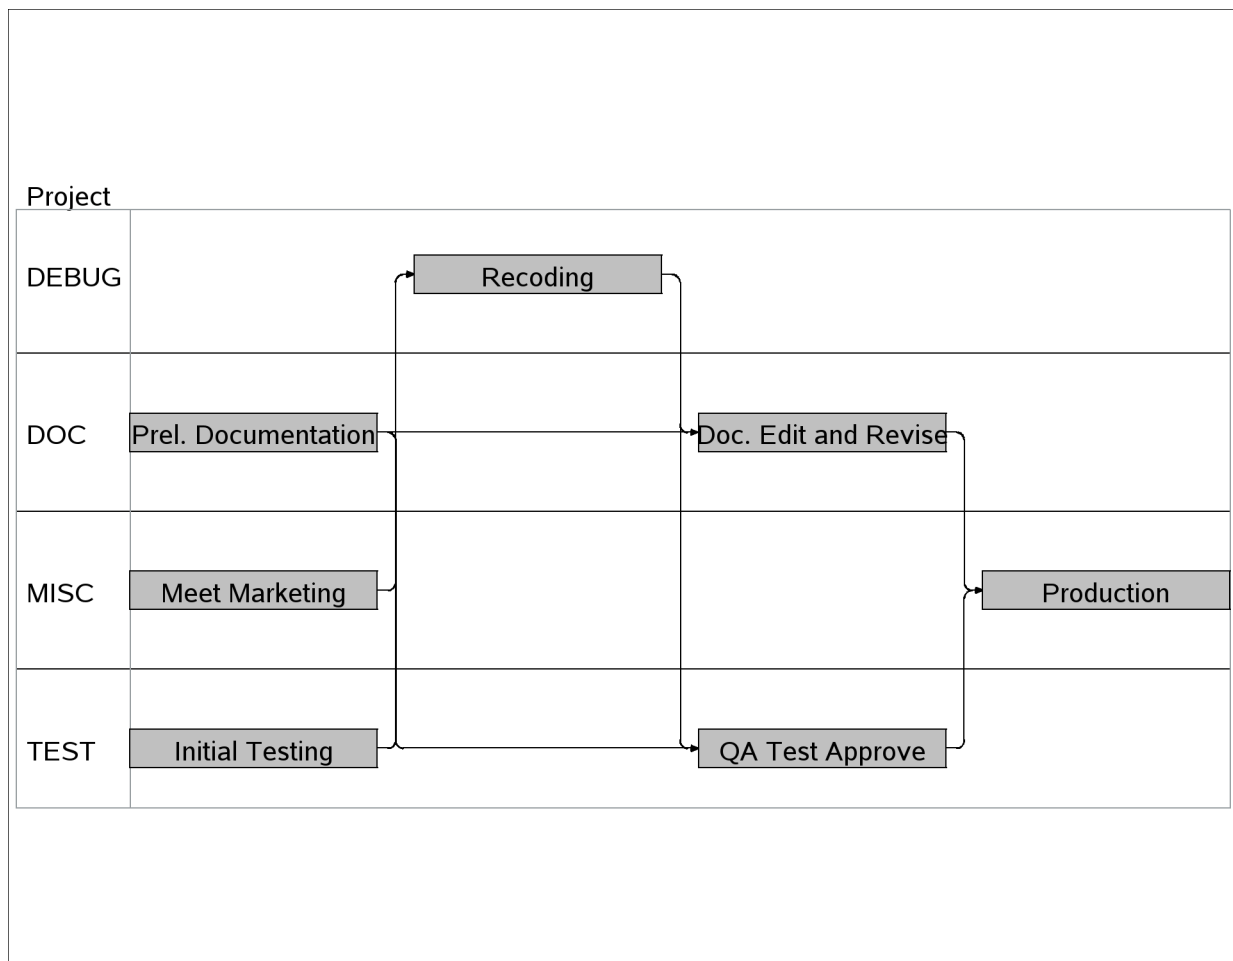 Project
DEBUG
Recoding
DOC
Prel. Documentation
Doc. Edit and Revise
MISC
Meet Marketing
Production
TEST
Initial Testing
QA Test Approve